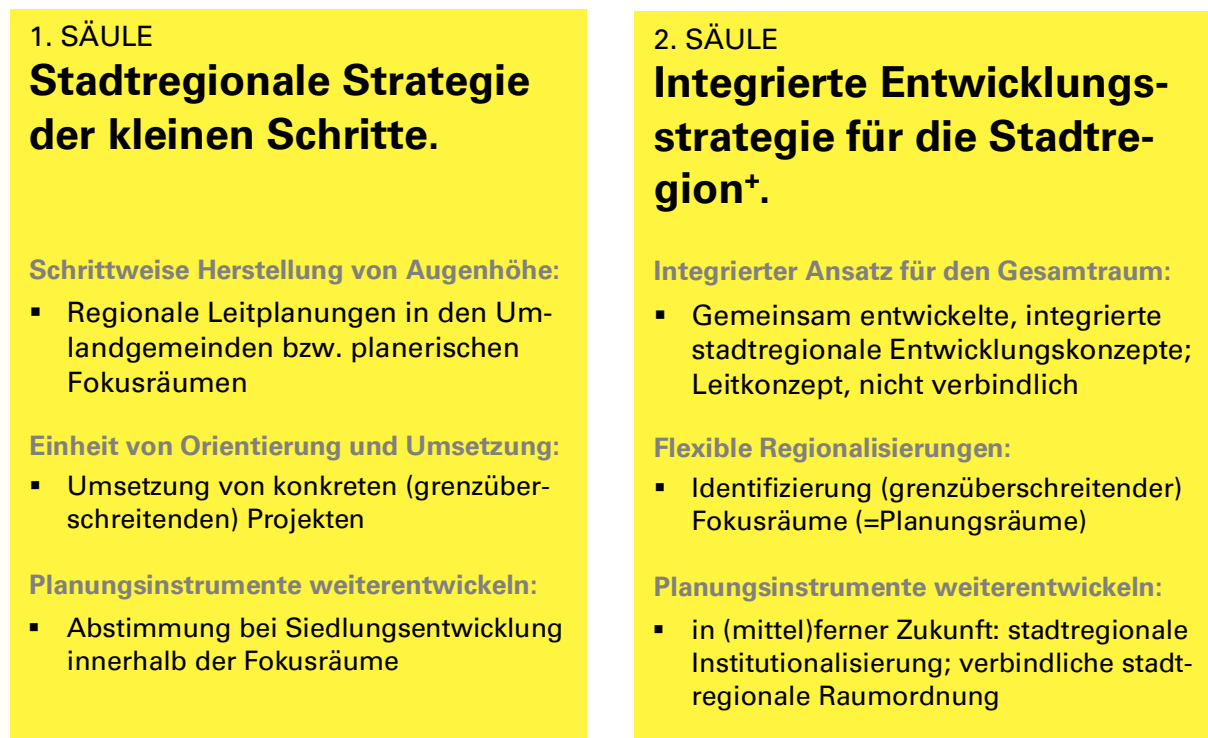 1. SÄULE
Stadtregionale Strategie
der kleinen Schritte.
Schrittweise Herstellung von Augenhöhe:
▪ Regionale Leitplanungen in den Um-
landgemeinden bzw. planerischen
Fokusräumen
Einheit von Orientierung und Umsetzung:
▪ Umsetzung von konkreten (grenzüber-
schreitenden) Projekten
Planungsinstrumente weiterentwickeln:
▪ Abstimmung bei Siedlungsentwicklung
innerhalb der Fokusräume
2. SÄULE
Integrierte Entwicklungs-
strategie für die Stadtre-
gion⁺.
Integrierter Ansatz für den Gesamtraum:
▪ Gemeinsam entwickelte, integrierte
stadtregionale Entwicklungskonzepte;
Leitkonzept, nicht verbindlich
Flexible Regionalisierungen:
▪ Identifizierung (grenzüberschreitender)
Fokusräume (=Planungsräume)
Planungsinstrumente weiterentwickeln:
▪ in (mittel)ferner Zukunft: stadtregionale
Institutionalisierung; verbindliche stadt-
regionale Raumordnung